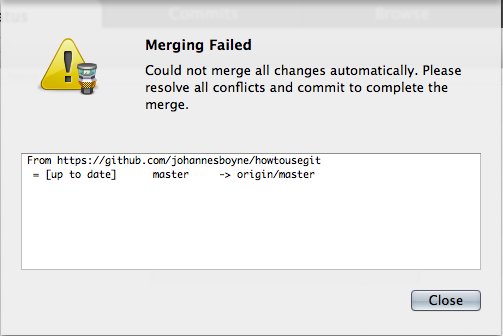 Status
Commits
Browse
Merging Failed
Could not merge all changes automatically. Please
resolve all conflicts and commit to complete the
merge.
From https://github.com/johannesboyne/howtousegit
= [up to date] master -> origin/master
Close